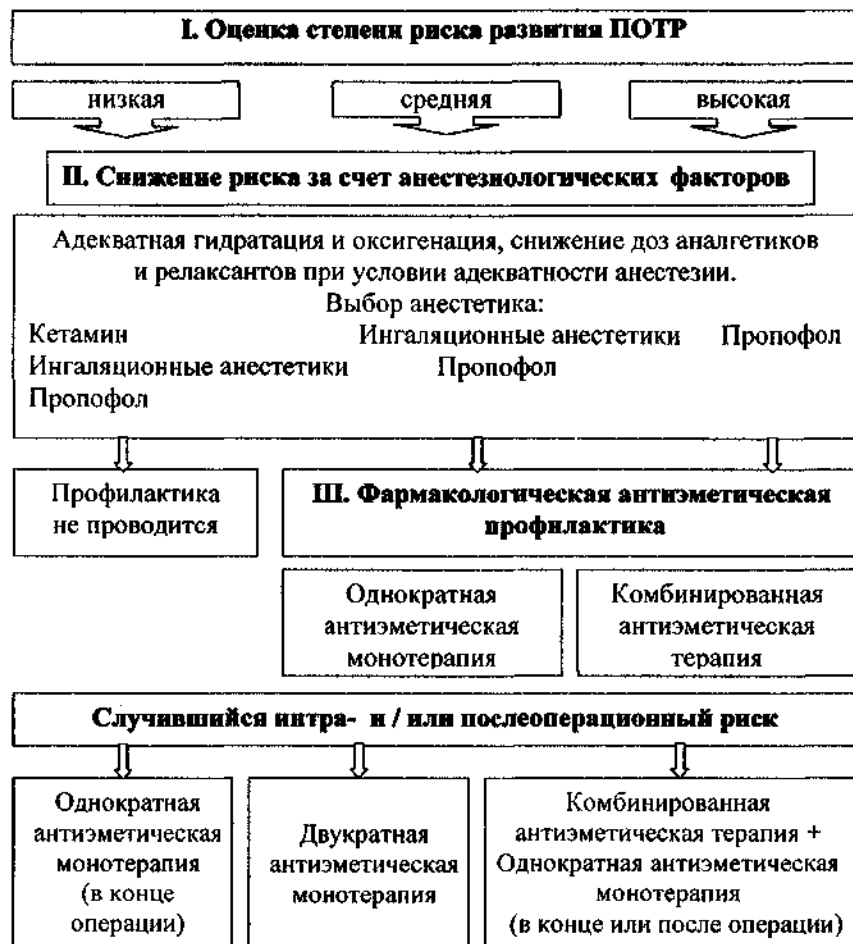 I. Оценка степени риска развития ПОТР
низкая
средняя
высокая
II. Снижение риска за счет анестезиологических факторов
Адекватная гидратация и оксигенация, снижение доз аналгетиков
и релаксантов при условии адекватности анестезии.
Выбор анестетика:
Кетамин Ингаляционные анестетики Пропофол
Ингаляционные анестетики Пропофол
Пропофол
Профилактика
не проводится
III. Фармакологическая антиэметическая
профилактика
Однократная
антиэметическая
монотерапия
Комбинированная
антиэметическая
терапия
Случившийся интра- и / или послеоперационный риск
Однократная
антиэметическая
монотерапия
(в конце
операции)
Двукратная
антиэметическая
монотерапия
Комбинированная
антиэметическая терапия +
Однократная антиэметическая
монотерапия
(в конце или после операции)